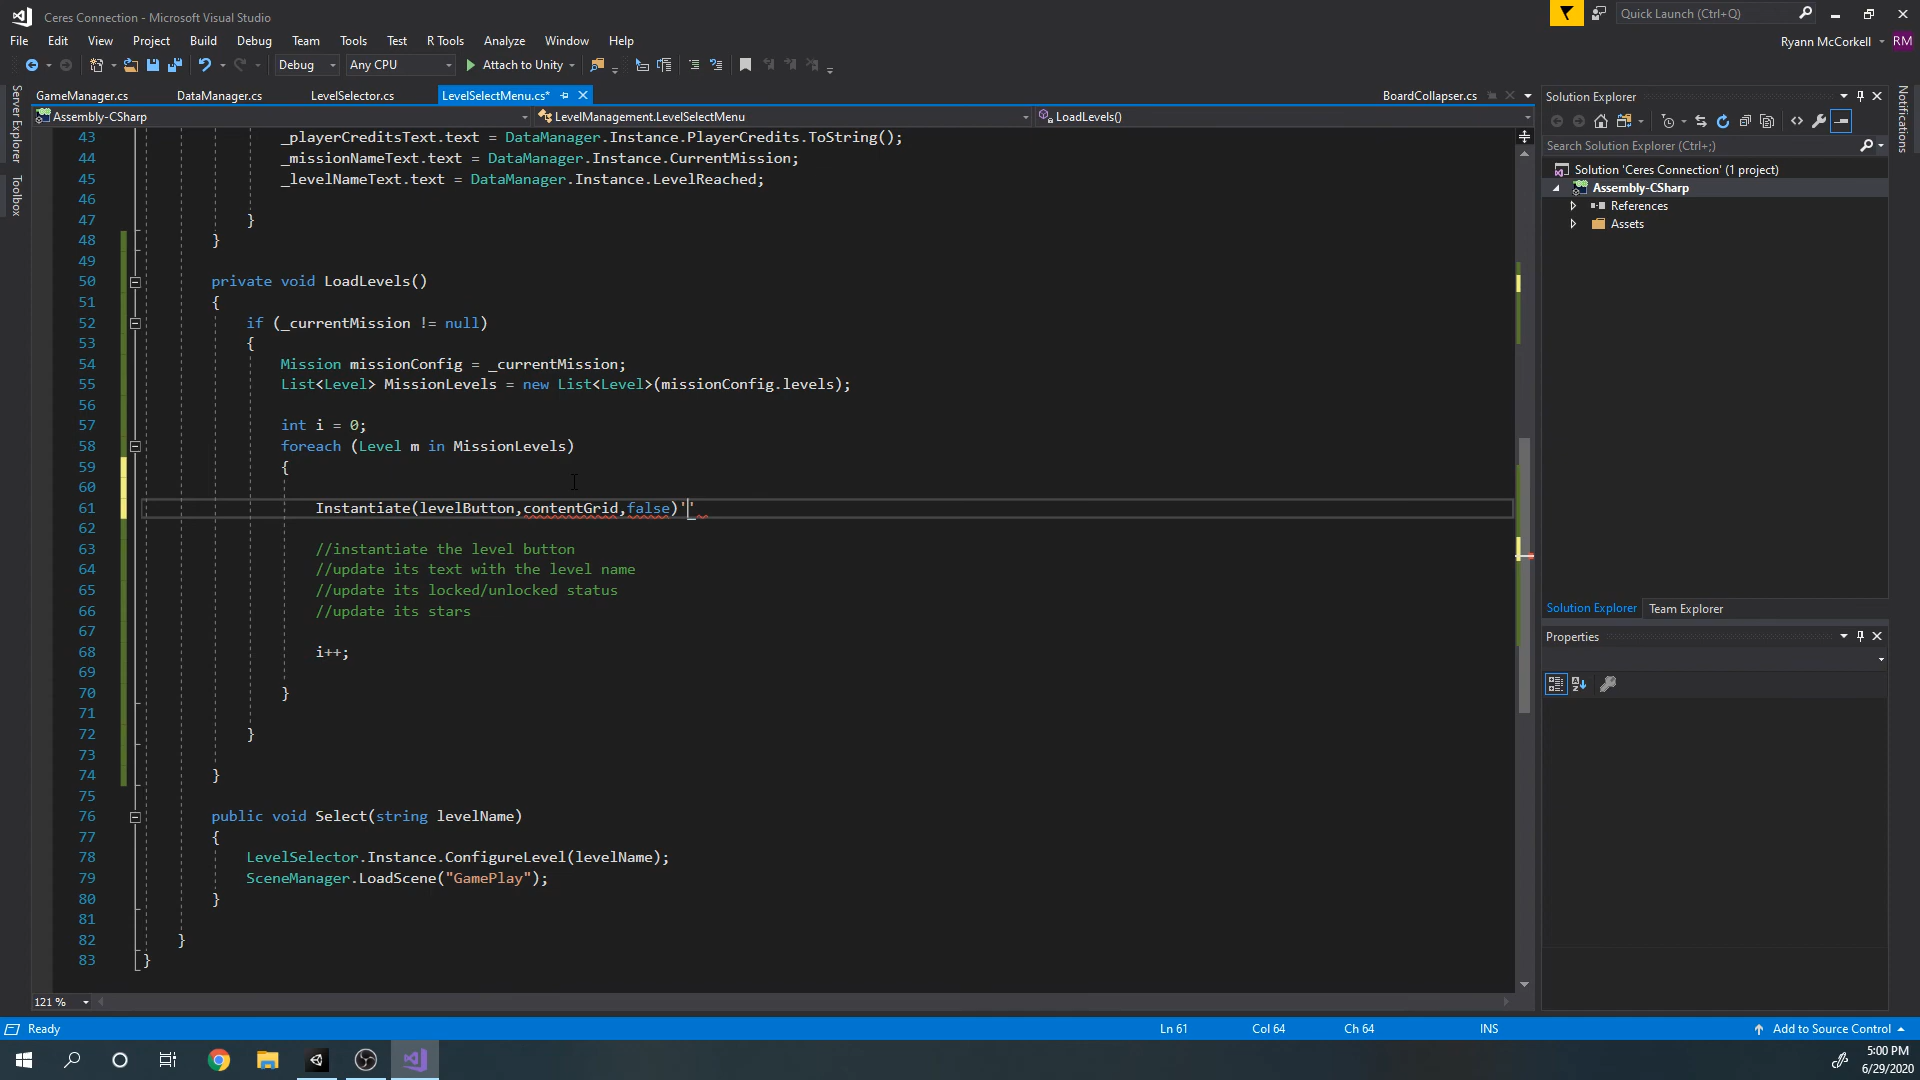 Ceres Connection - Microsoft Visual Studio
Quick Launch (Ctrl+Q)
File Edit View Project Build Debug Team Tools Test R Tools Analyze Window Help
Ryann McCorkell RM
Debug Any CPU Attach to Unity
GameManager.cs DataManager.cs LevelSelector.cs LevelSelectMenu.cs* BoardCollapser.cs
Assembly-CSharp LevelManagement.LevelSelectMenu LoadLevels()
Server Explorer
Toolbox
43 _playerCreditsText.text = DataManager.Instance.PlayerCredits.ToString();
44 _missionNameText.text = DataManager.Instance.CurrentMission;
45 _levelNameText.text = DataManager.Instance.LevelReached;
46
47 }
48 }
49
50 private void LoadLevels()
51 {
52 if (_currentMission != null)
53 {
54 Mission missionConfig = _currentMission;
55 List<Level> MissionLevels = new List<Level>(missionConfig.levels);
56
57 int i = 0;
58 foreach (Level m in MissionLevels)
59 {
60
61 Instantiate(levelButton,contentGrid,false)''
62
63 //instantiate the level button
64 //update its text with the level name
65 //update its locked/unlocked status
66 //update its stars
67
68 i++;
69
70 }
71
72 }
73
74 }
75
76 public void Select(string levelName)
77 {
78 LevelSelector.Instance.ConfigureLevel(levelName);
79 SceneManager.LoadScene("GamePlay");
80 }
81
82 }
83 }
121 %
Solution Explorer
Search Solution Explorer (Ctrl+;)
Solution 'Ceres Connection' (1 project)
Assembly-CSharp
References
Assets
Solution Explorer Team Explorer
Properties
Notifications
Ready Ln 61 Col 64 Ch 64 INS Add to Source Control
5:00 PM
6/29/2020